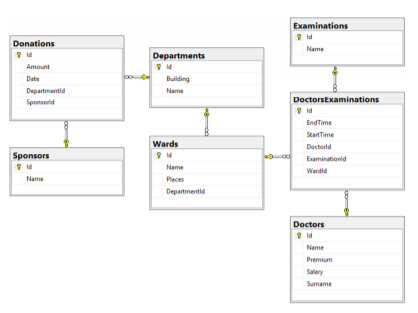 Donations
Id
Amount
Date
DepartmentId
SponsorId
Sponsors
Id
Name
Departments
Id
Building
Name
Wards
Id
Name
Places
DepartmentId
Examinations
Id
Name
DoctorsExaminations
Id
EndTime
StartTime
DoctorId
ExaminationId
WardId
Doctors
Id
Name
Premium
Salary
Surname